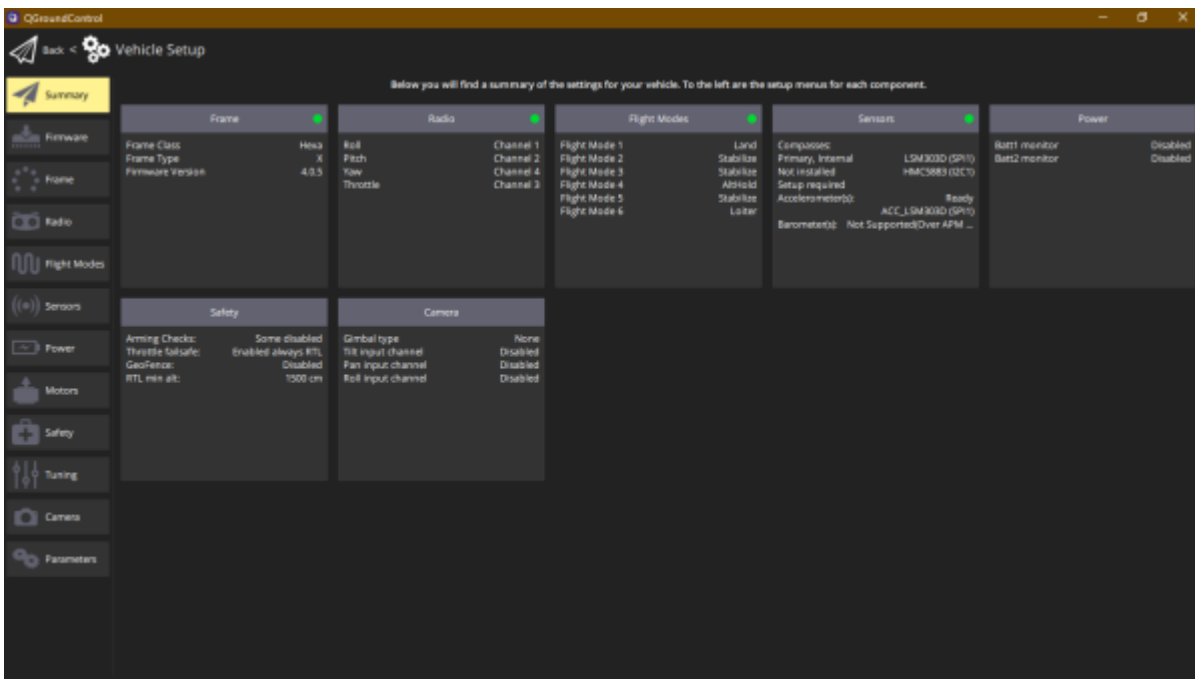 QGroundControl
Back < Vehicle Setup
Below you will find a summary of the settings for your vehicle. To the left are the setup menus for each component.
Summary
Firmware
Frame
Radio
Flight Modes
Sensors
Power
Motors
Safety
Tuning
Camera
Parameters
Frame
Frame Class Hexa
Frame Type X
Firmware Version 4.0.5
Radio
Roll Channel 1
Pitch Channel 2
Yaw Channel 4
Throttle Channel 3
Flight Modes
Flight Mode 1 Land
Flight Mode 2 Stabilize
Flight Mode 3 Stabilize
Flight Mode 4 AltHold
Flight Mode 5 Stabilize
Flight Mode 6 Loiter
Sensors
Compasses:
Primary, Internal LSM303D (SPI1)
Not installed HMC5883 (I2C1)
Setup required
Accelerometer(s): Ready
ACC_LSM303D (SPI1)
Barometer(s): Not Supported(Over APM ...
Power
Batt1 monitor Disabled
Batt2 monitor Disabled
Safety
Arming Checks: Some disabled
Throttle failsafe: Enabled always RTL
GeoFence: Disabled
RTL min alt: 1500 cm
Camera
Gimbal type None
Tilt input channel Disabled
Pan input channel Disabled
Roll input channel Disabled